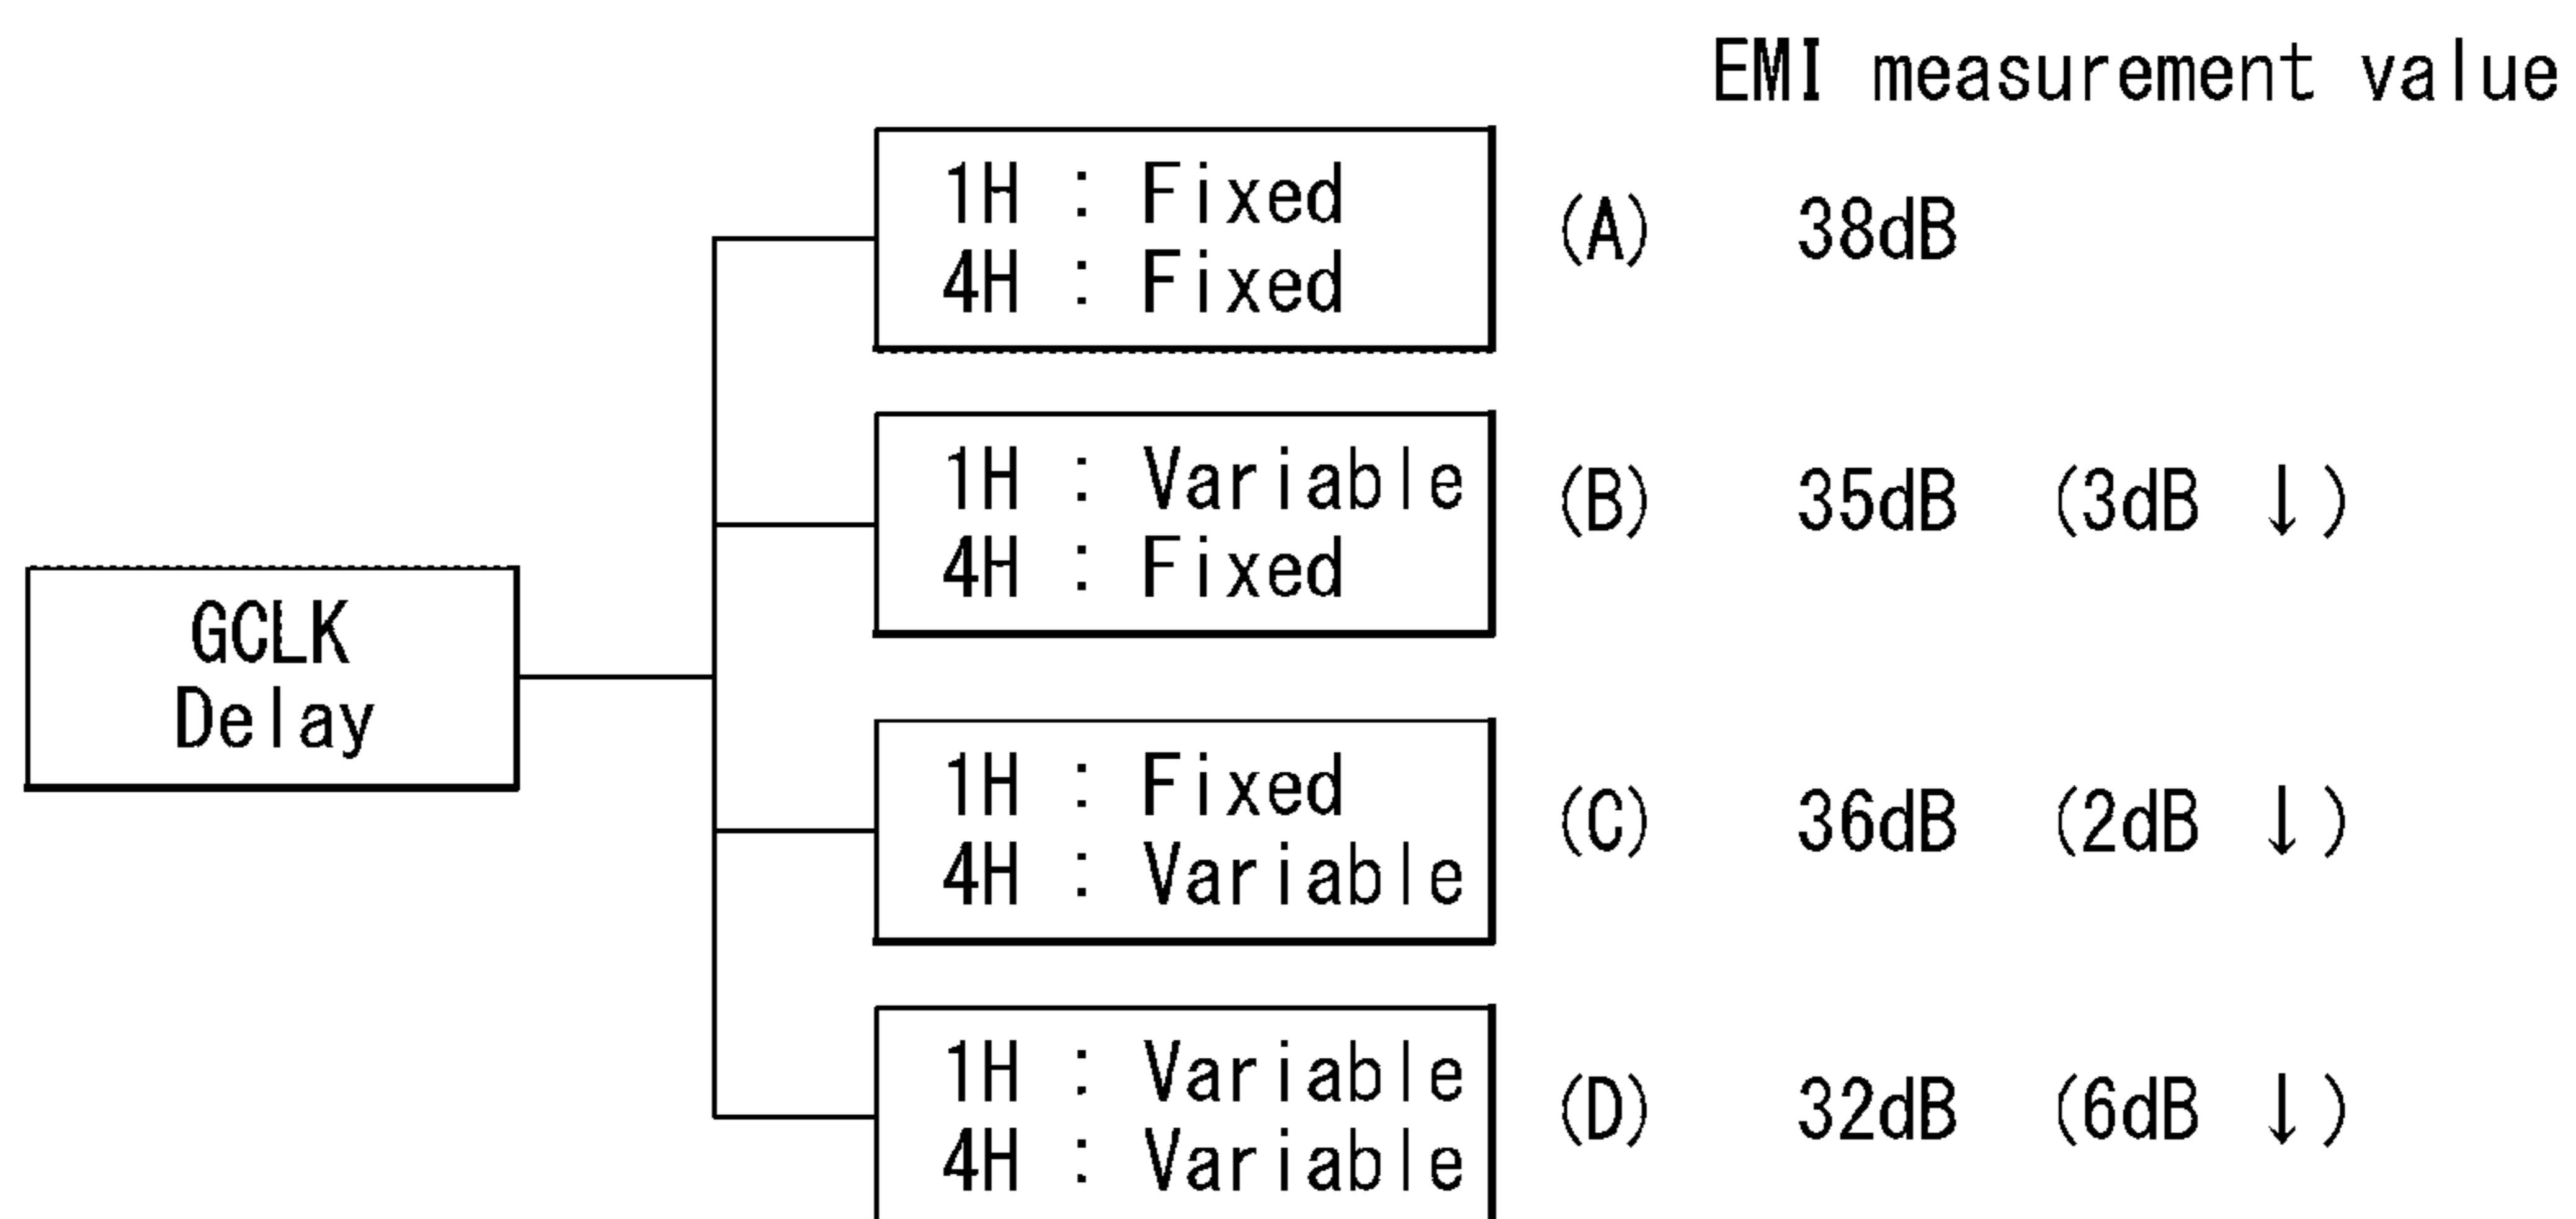 EMI measurement value
1H : Fixed
4H : Fixed
(A) 38dB
1H : Variable
4H : Fixed
(B) 35dB (3dB ↓)
GCLK
Delay
1H : Fixed
4H : Variable
(C) 36dB (2dB ↓)
1H : Variable
4H : Variable
(D) 32dB (6dB ↓)